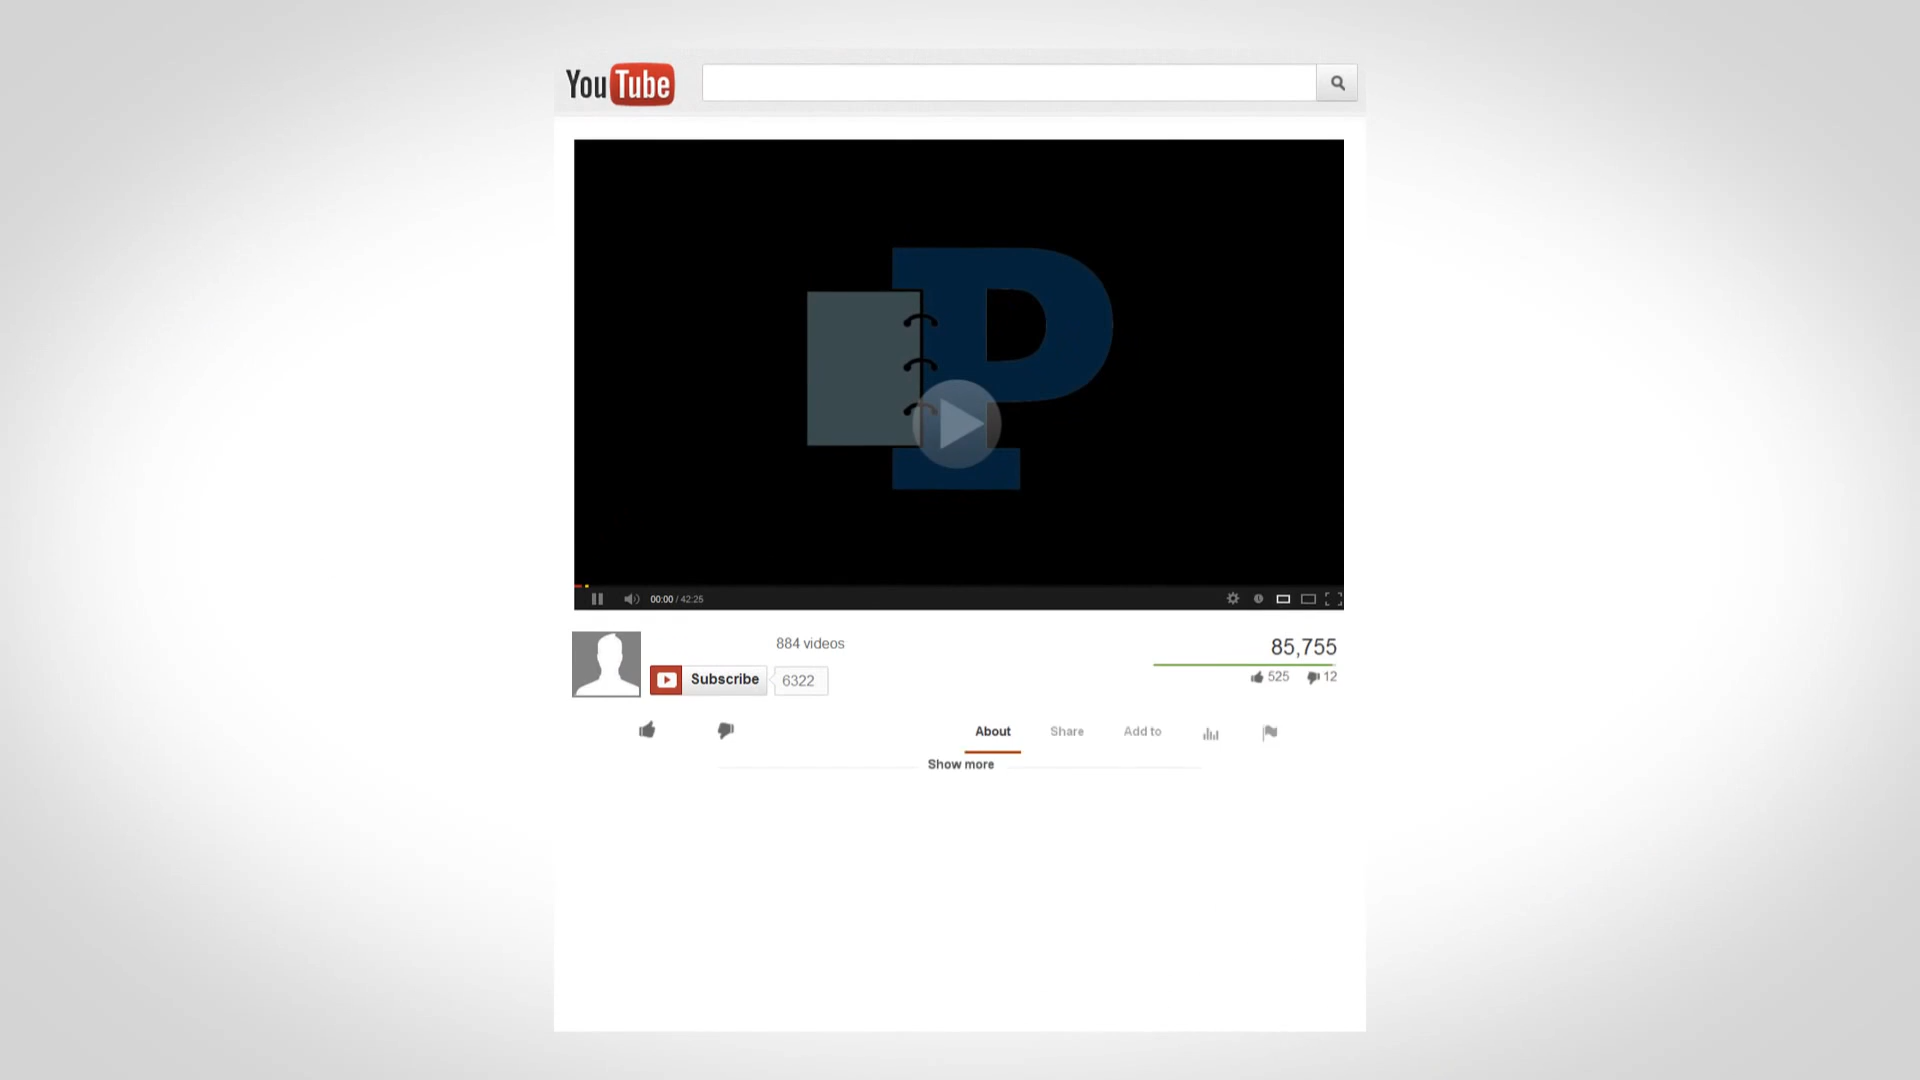 YouTube
P
00:00 / 42:25
884 videos
85,755
Subscribe
6322
525
12
About
Share
Add to
Show more